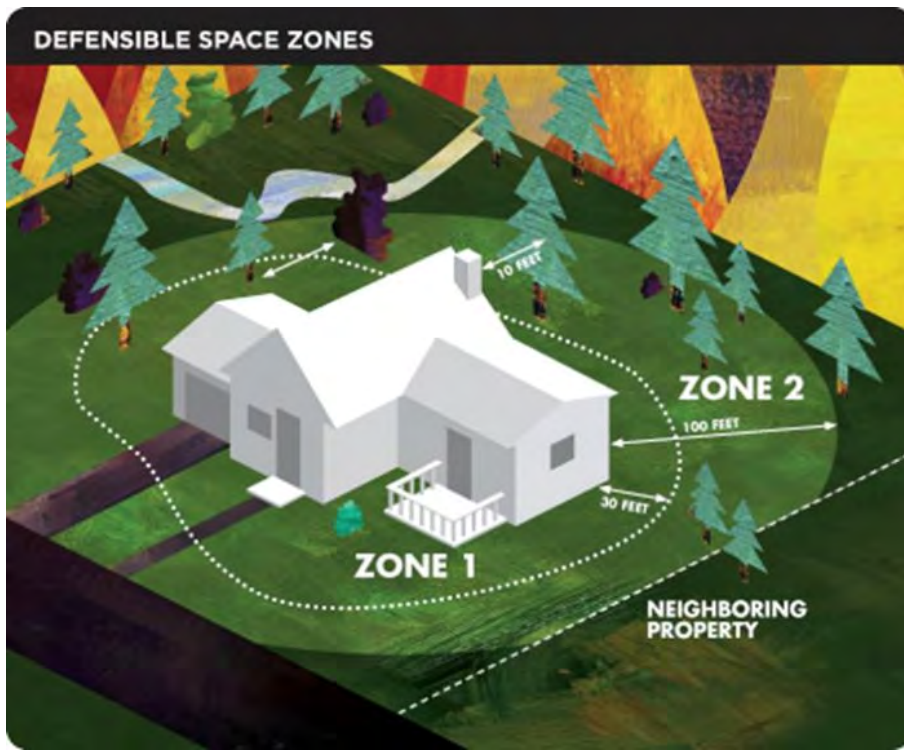 DEFENSIBLE SPACE ZONES
10 FEET
ZONE 2
100 FEET
30 FEET
ZONE 1
NEIGHBORING
PROPERTY